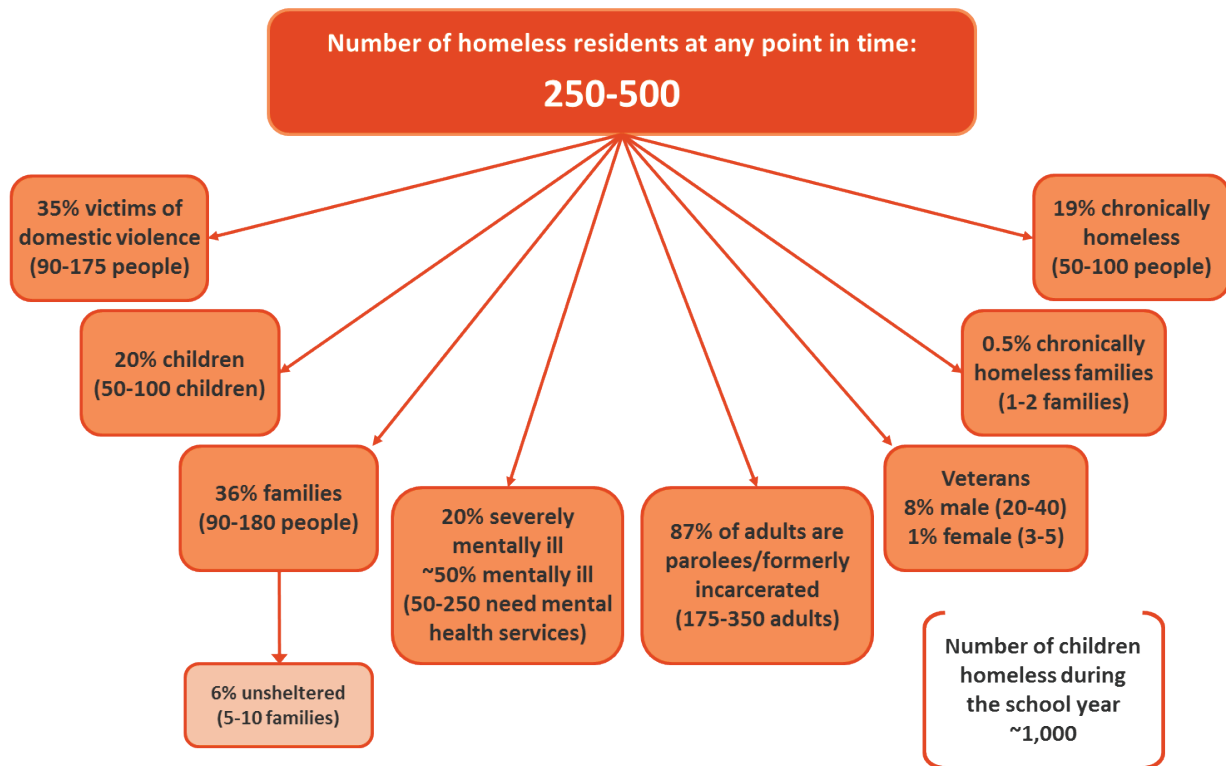 Number of homeless residents at any point in time:
250-500
35% victims of
domestic violence
(90-175 people)
19% chronically
homeless
(50-100 people)
20% children
(50-100 children)
0.5% chronically
homeless families
(1-2 families)
36% families
(90-180 people)
20% severely
mentally ill
~50% mentally ill
(50-250 need mental
health services)
87% of adults are
parolees/formerly
incarcerated
(175-350 adults)
Veterans
8% male (20-40)
1% female (3-5)
6% unsheltered
(5-10 families)
Number of children
homeless during
the school year
~1,000